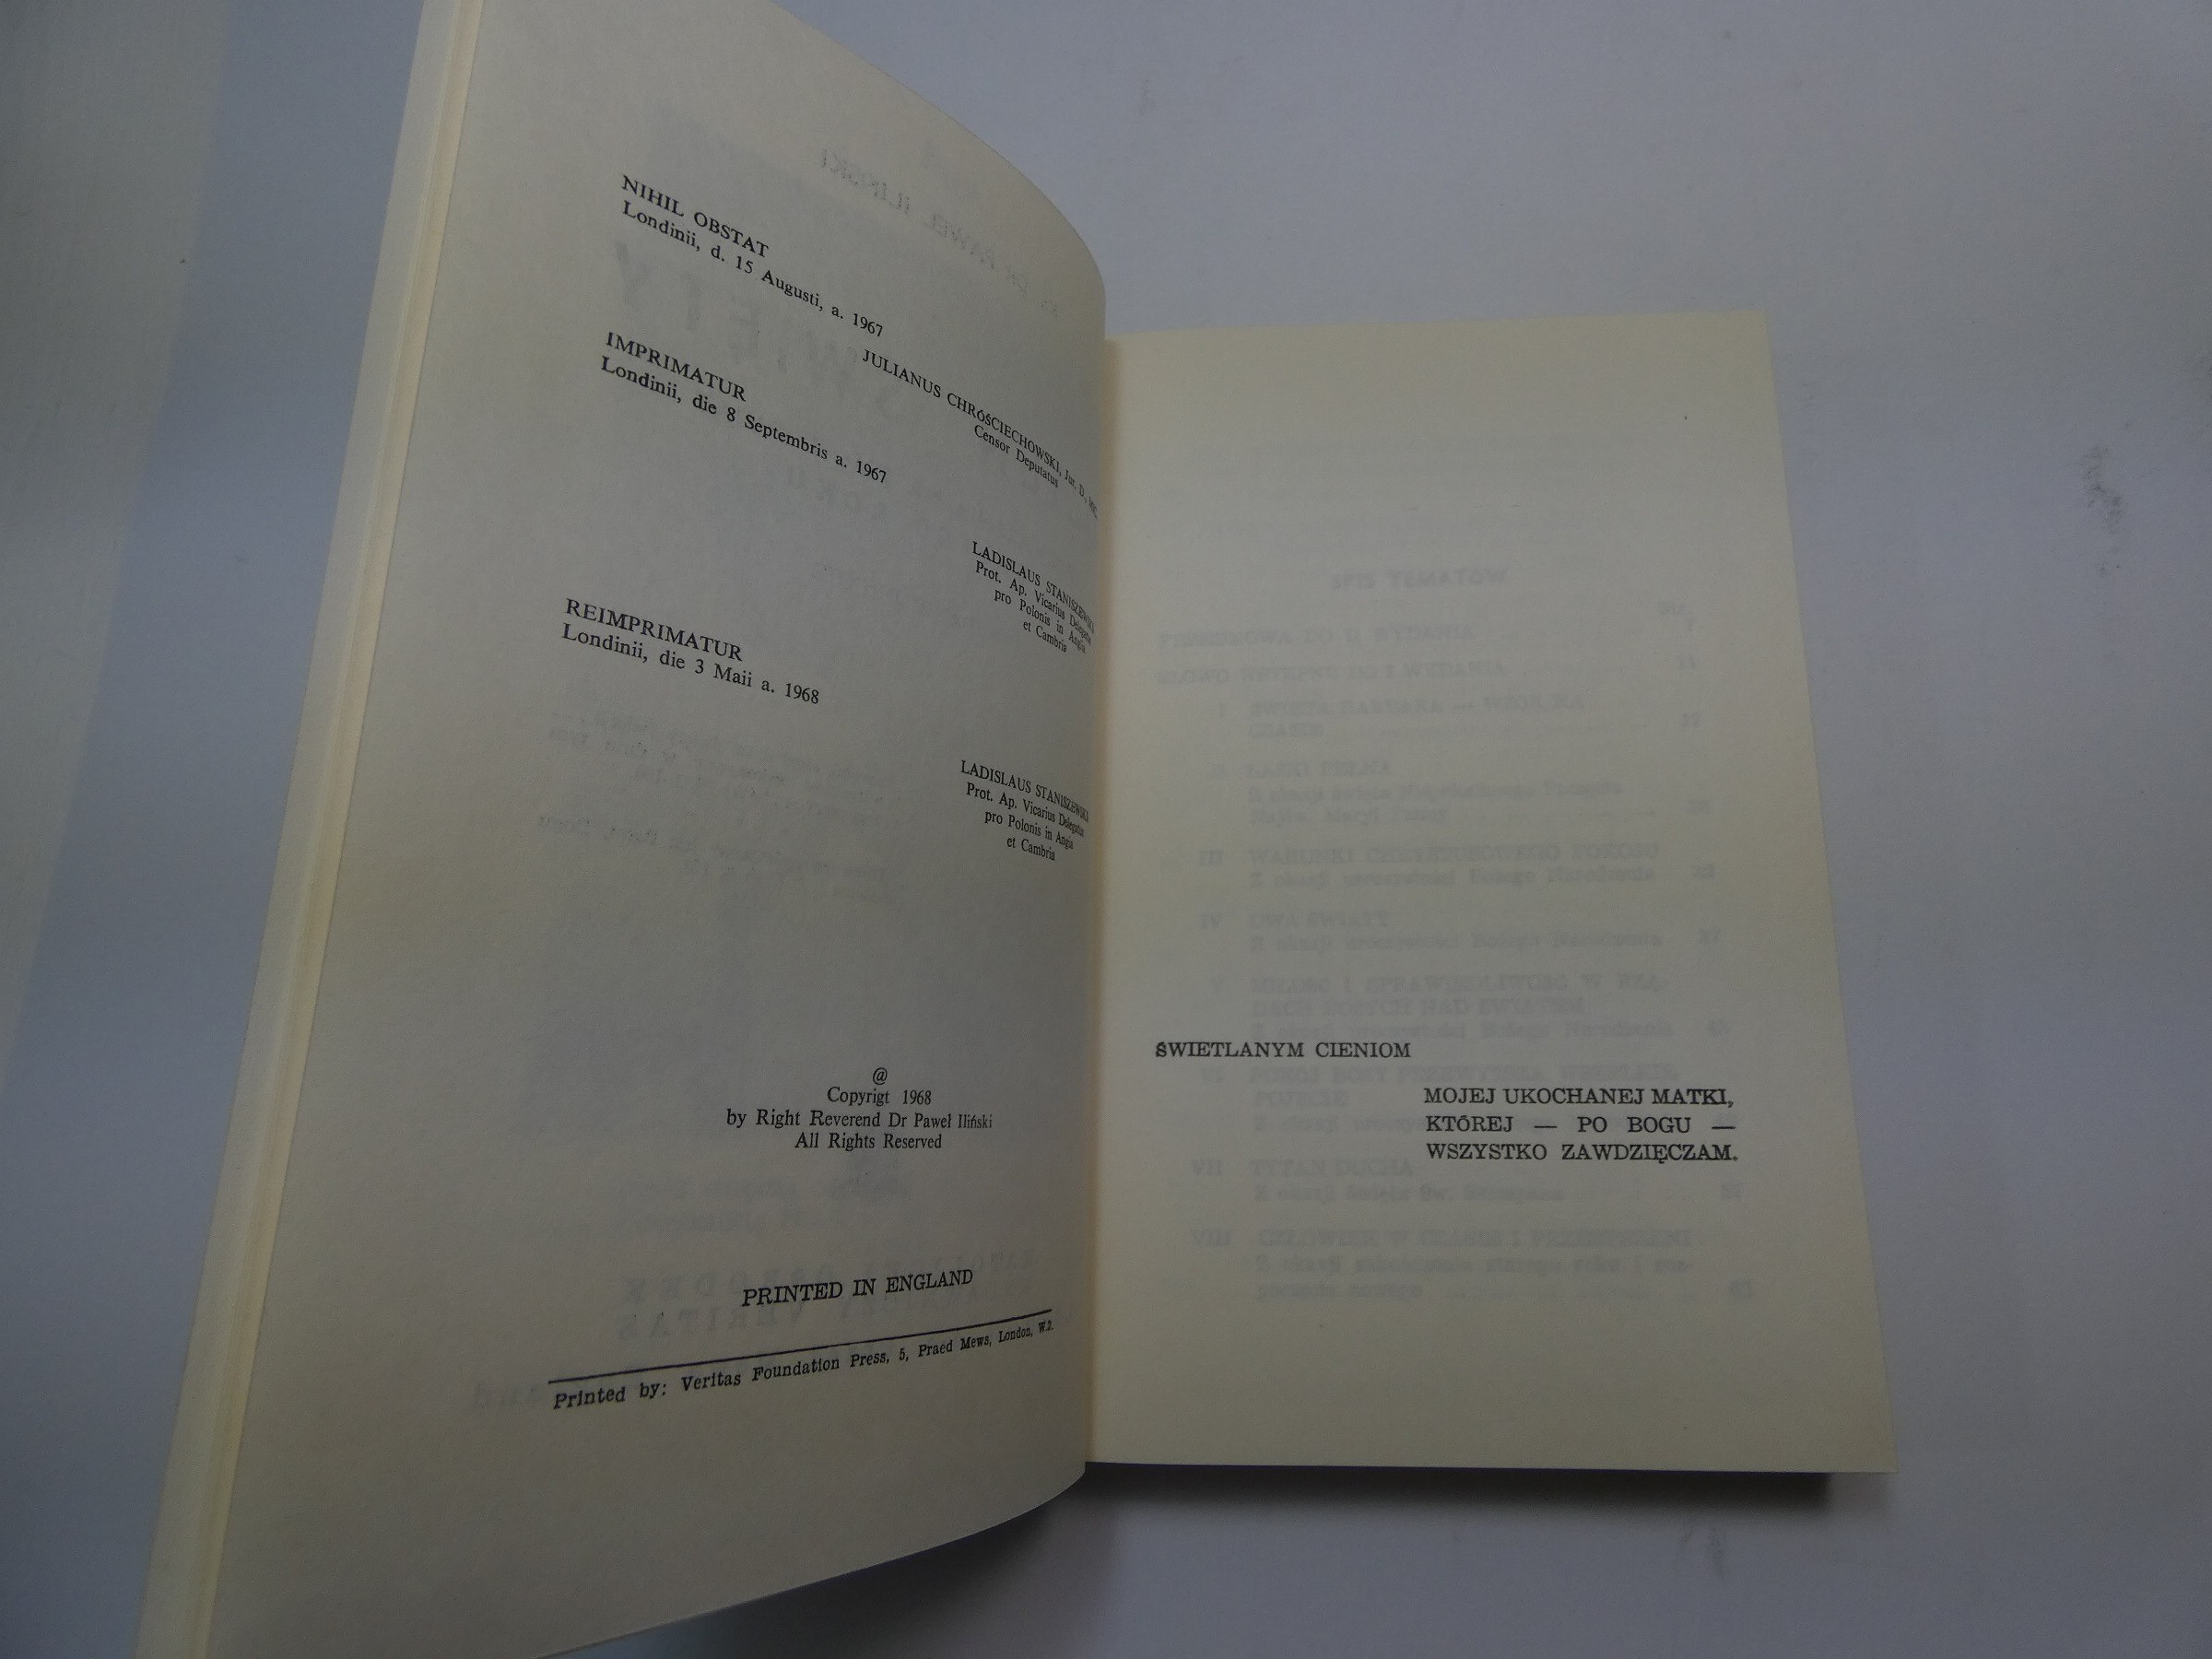 NIHIL OBSTAT
Londinii, d. 15 Augusti, a. 1967
JULIANUS CHRÓŚCIECHOWSKI, Jur. D., MIC.
Censor Deputatus
IMPRIMATUR
Londinii, die 8 Septembris a. 1967
LADISLAUS STANISZEWSKI
Prot. Ap. Vicarius Delegatus
pro Polonis in Anglia
et Cambria
REIMPRIMATUR
Londinii, die 3 Maii a. 1968
LADISLAUS STANISZEWSKI
Prot. Ap. Vicarius Delegatus
pro Polonis in Anglia
et Cambria
@
Copyrigt 1968
by Right Reverend Dr Paweł Iliński
All Rights Reserved
PRINTED IN ENGLAND
Printed by: Veritas Foundation Press, 5, Praed Mews, London, W.2.
ŚWIETLANYM CIENIOM
MOJEJ UKOCHANEJ MATKI,
KTÓREJ — PO BOGU —
WSZYSTKO ZAWDZIĘCZAM.